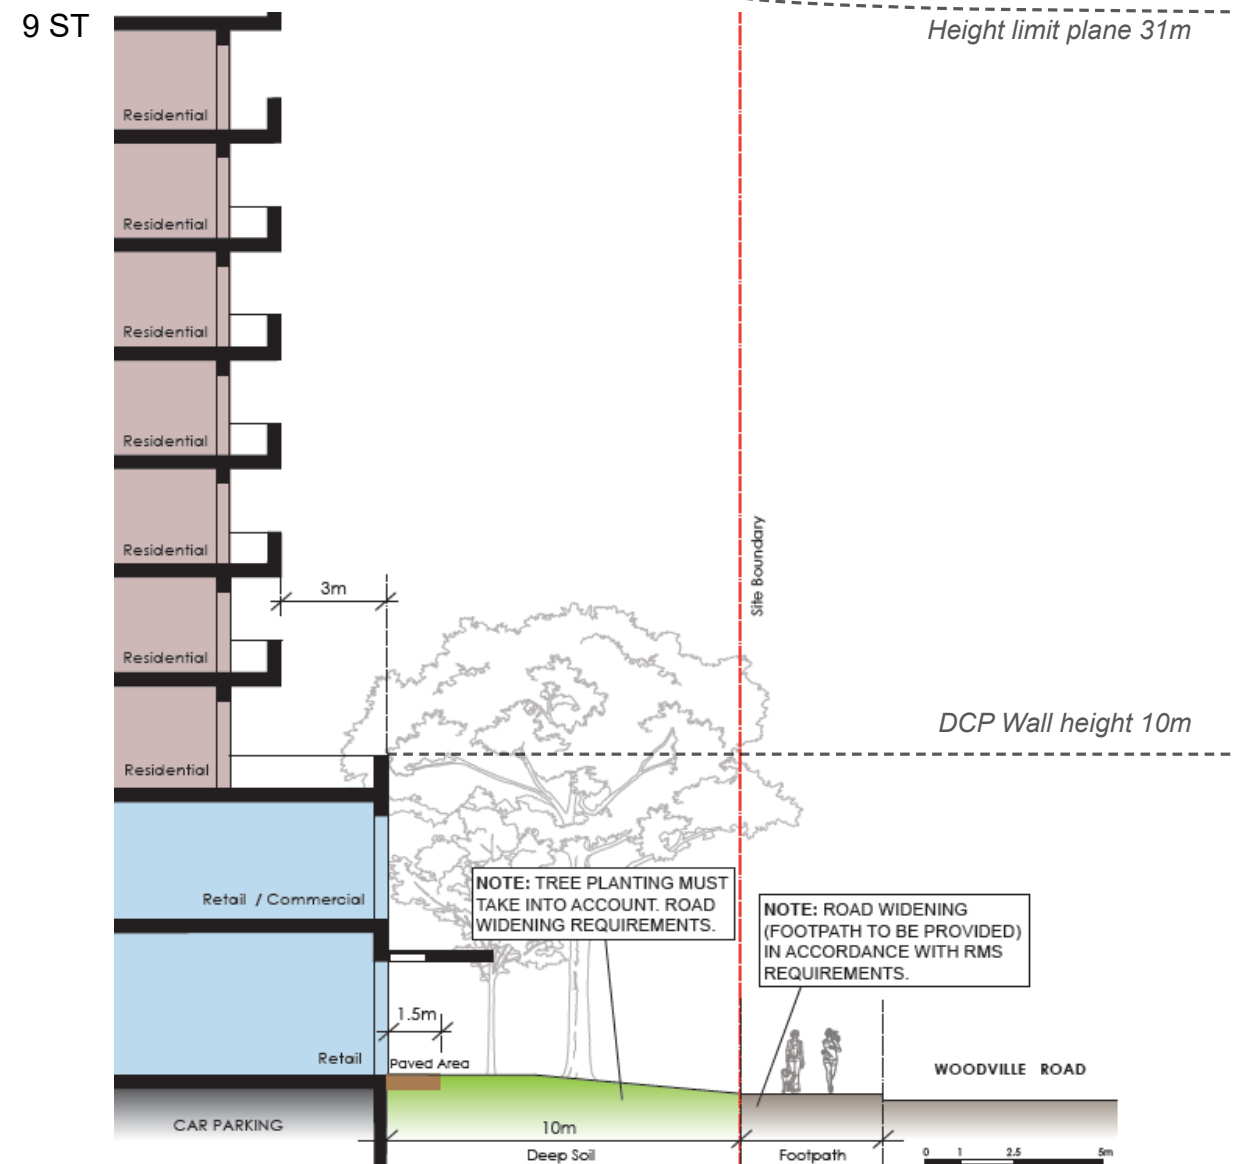 9 ST
Height limit plane 31m
Residential
Residential
Residential
Residential
Residential
3m
Site Boundary
Residential
DCP Wall height 10m
Residential
Retail / Commercial
NOTE: TREE PLANTING MUST
TAKE INTO ACCOUNT. ROAD
WIDENING REQUIREMENTS.
NOTE: ROAD WIDENING
(FOOTPATH TO BE PROVIDED)
IN ACCORDANCE WITH RMS
REQUIREMENTS.
1.5m
Retail
Paved Area
WOODVILLE ROAD
CAR PARKING
10m
Deep Soil
Footpath
0 1 2.5 5m